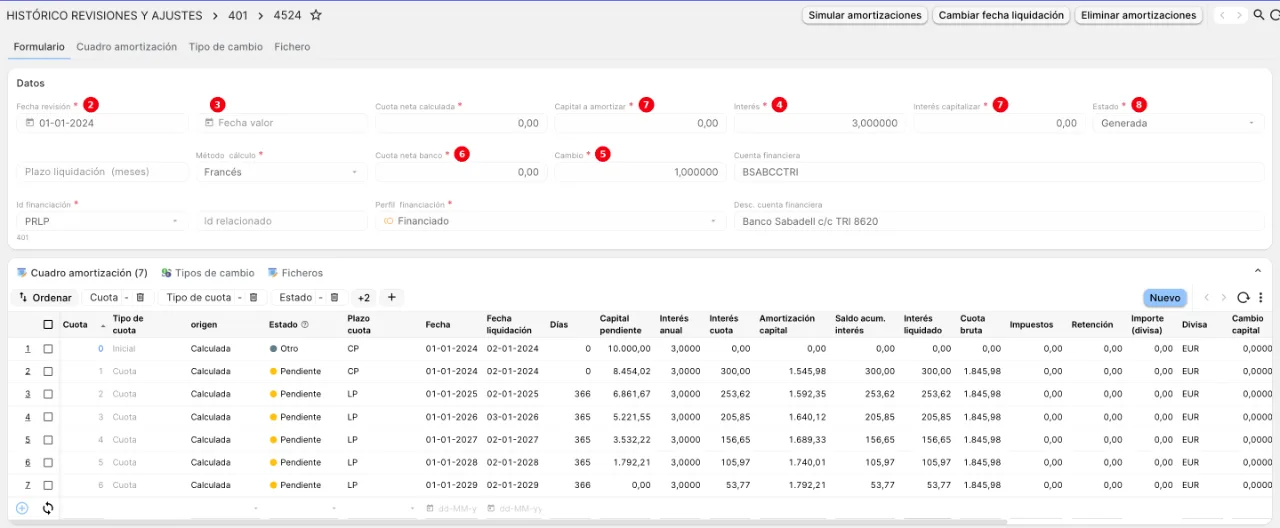 HISTÓRICO REVISIONES Y AJUSTES > 401 > 4524 Simular amortizaciones Cambiar fecha liquidación Eliminar amortizaciones
Formulario Cuadro amortización Tipo de cambio Fichero
Datos
Fecha revisión * 2 3 Cuota neta calculada * Capital a amortizar * 7 Interés * 4 Interés capitalizar * 7 Estado * 8
01-01-2024 Fecha valor 0,00 0,00 3,000000 0,00 Generada
Método cálculo * Cuota neta banco * 6 Cambio * 5 Cuenta financiera
Plazo liquidación (meses) Francés 0,00 1,000000 BSABCCTRI
Id financiación * Perfil financiación * Desc. cuenta financiera
PRLP Id relacionado Financiado Banco Sabadell c/c TRI 8620
401
Cuadro amortización (7) Tipos de cambio Ficheros
Ordenar Cuota - Tipo de cuota - Estado - +2 + Nuevo
Cuota Tipo de cuota origen Estado Plazo cuota Fecha Fecha liquidación Días Capital pendiente Interés anual Interés cuota Amortización capital Saldo acum. interés Interés liquidado Cuota bruta Impuestos Retención Importe (divisa) Divisa Cambio capital
1 0 Inicial Calculada Otro CP 01-01-2024 02-01-2024 0 10.000,00 3,0000 0,00 0,00 0,00 0,00 0,00 0,00 0,00 0,00 EUR 0,0000
2 1 Cuota Calculada Pendiente CP 01-01-2024 02-01-2024 0 8.454,02 3,0000 300,00 1.545,98 300,00 300,00 1.845,98 0,00 0,00 0,00 EUR 0,0000
3 2 Cuota Calculada Pendiente LP 01-01-2025 02-01-2025 366 6.861,67 3,0000 253,62 1.592,35 253,62 253,62 1.845,98 0,00 0,00 0,00 EUR 0,0000
4 3 Cuota Calculada Pendiente LP 01-01-2026 03-01-2026 365 5.221,55 3,0000 205,85 1.640,12 205,85 205,85 1.845,98 0,00 0,00 0,00 EUR 0,0000
5 4 Cuota Calculada Pendiente LP 01-01-2027 02-01-2027 365 3.532,22 3,0000 156,65 1.689,33 156,65 156,65 1.845,98 0,00 0,00 0,00 EUR 0,0000
6 5 Cuota Calculada Pendiente LP 01-01-2028 02-01-2028 365 1.792,21 3,0000 105,97 1.740,01 105,97 105,97 1.845,98 0,00 0,00 0,00 EUR 0,0000
7 6 Cuota Calculada Pendiente LP 01-01-2029 02-01-2029 366 0,00 3,0000 53,77 1.792,21 53,77 53,77 1.845,98 0,00 0,00 0,00 EUR 0,0000
dd-MM-y dd-MM-yy